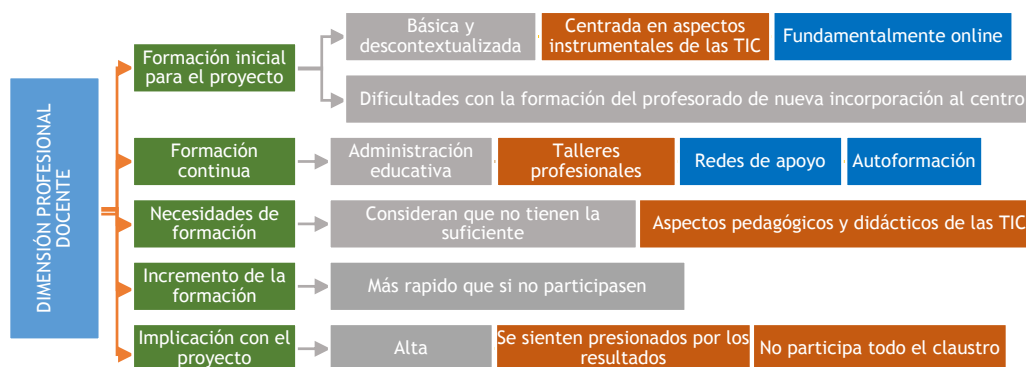 DIMENSIÓN PROFESIONAL
DOCENTE
Formación inicial
para el proyecto
Básica y
descontextualizada
Centrada en aspectos
instrumentales de las TIC
Fundamentalmente online
Dificultades con la formación del profesorado de nueva incorporación al centro
Formación
continua
Administración
educativa
Talleres
profesionales
Redes de apoyo
Autoformación
Necesidades de
formación
Consideran que no tienen la
suficiente
Aspectos pedagógicos y didácticos de las TIC
Incremento de la
formación
Más rapido que si no participasen
Implicación con el
proyecto
Alta
Se sienten presionados por los
resultados
No participa todo el claustro